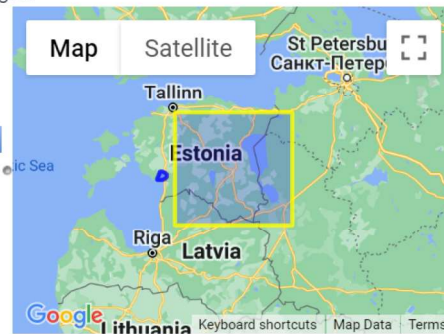 Map
Satellite
St Petersbu
Санкт-Петер
Tallinn
ic Sea
Estonia
Riga
Latvia
Google
Lithuania
Keyboard shortcuts
Map Data
Terms